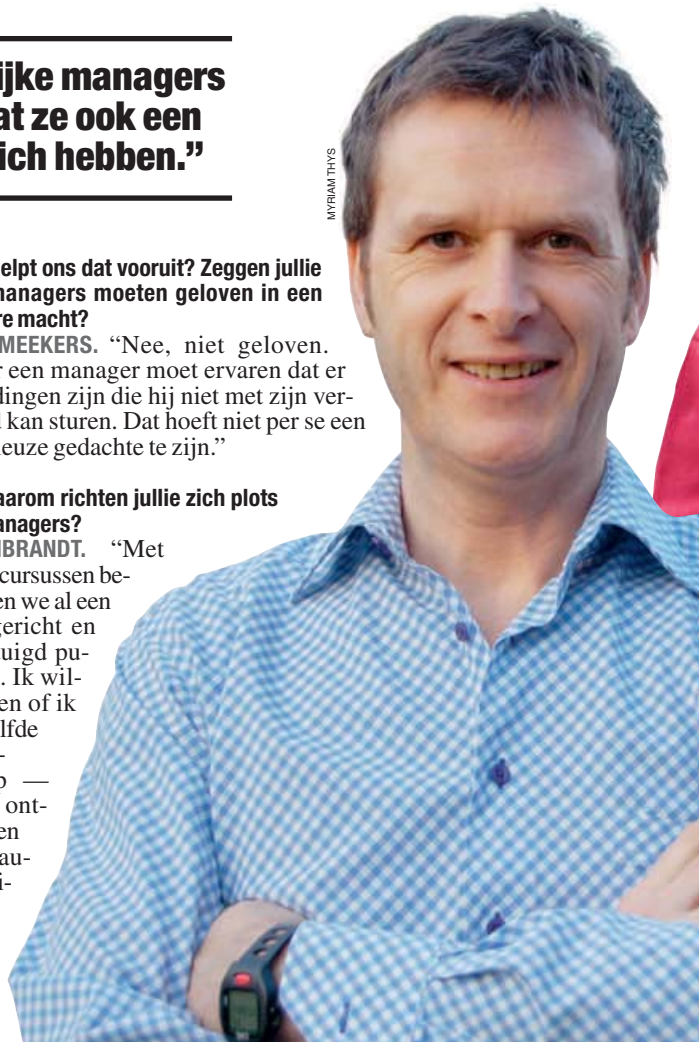 ijke managers
at ze ook een
ich hebben.”
MYRIAM THYS
elpt ons dat vooruit? Zeggen jullie
managers moeten geloven in een
re macht?
MEEKERS. “Nee, niet geloven.
r een manager moet ervaren dat er
dingen zijn die hij niet met zijn ver-
d kan sturen. Dat hoeft niet per se een
ieuze gedachte te zijn.”
aarom richten jullie zich plots
anagers?
IBRANDT. “Met
cursussen be-
en we al een
gericht en
uigd pu-
. Ik wil-
en of ik
lfde
-
p —
ont-
en
au-
i-